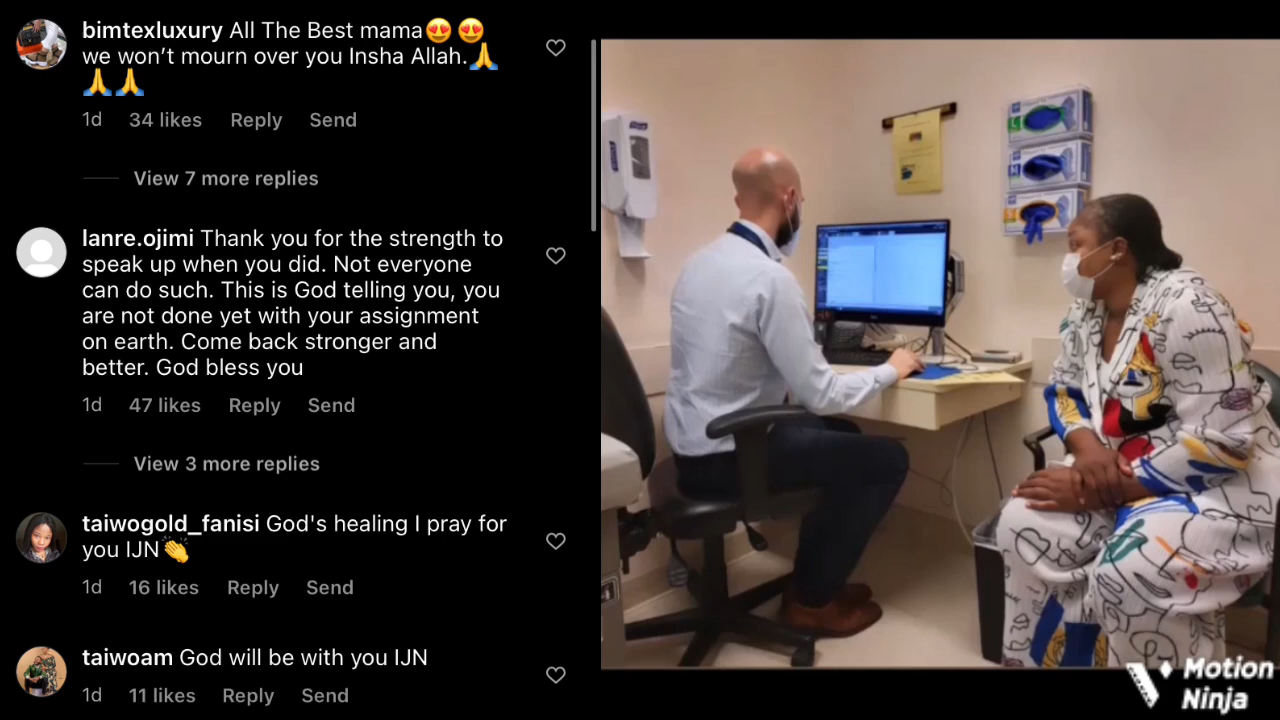 bimtexluxury All The Best mama😍😍
we won’t mourn over you Insha Allah.🙏
🙏🙏
1d 34 likes Reply Send
View 7 more replies
lanre.ojimi Thank you for the strength to
speak up when you did. Not everyone
can do such. This is God telling you, you
are not done yet with your assignment
on earth. Come back stronger and
better. God bless you
1d 47 likes Reply Send
View 3 more replies
taiwogold_fanisi God's healing I pray for
you IJN👏
1d 16 likes Reply Send
taiwoam God will be with you IJN
1d 11 likes Reply Send
Motion
Ninja